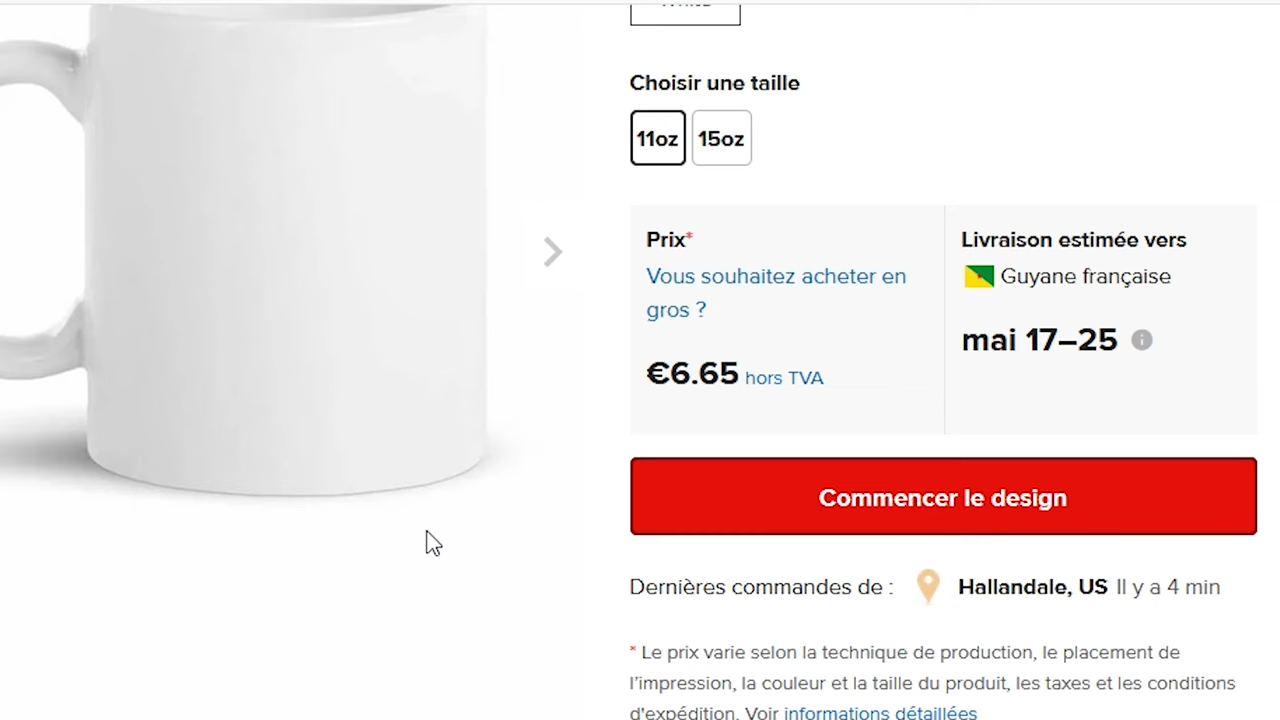 Choisir une taille
11oz 15oz
Prix*
Vous souhaitez acheter en
gros ?
€6.65 hors TVA
Livraison estimée vers
Guyane française
mai 17–25
Commencer le design
Dernières commandes de : Hallandale, US Il y a 4 min
* Le prix varie selon la technique de production, le placement de
l'impression, la couleur et la taille du produit, les taxes et les conditions
d'expédition. Voir informations détaillées